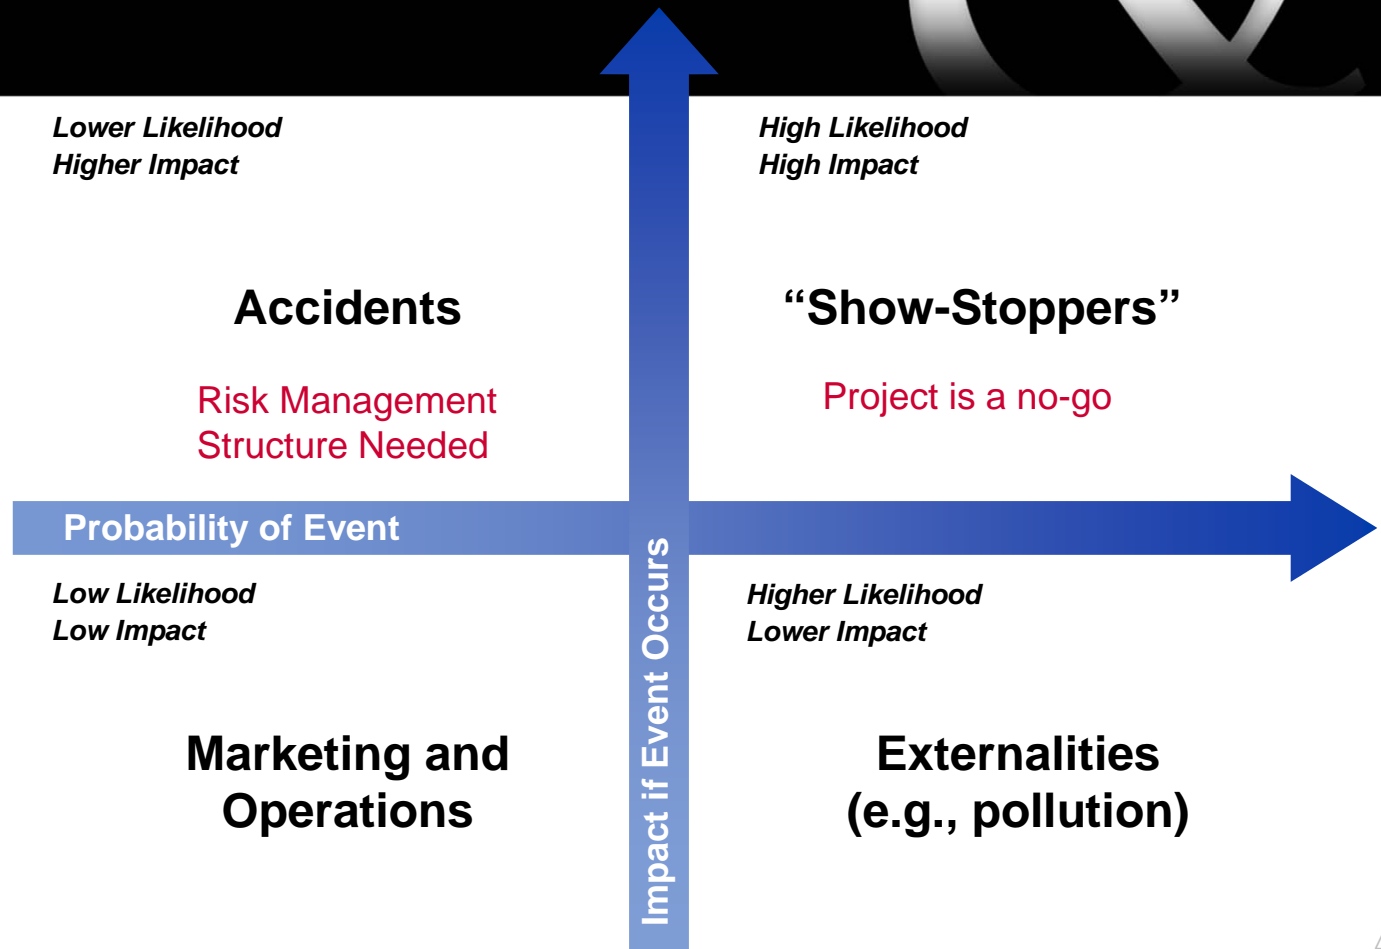 Lower Likelihood
Higher Impact
High Likelihood
High Impact
Accidents
“Show-Stoppers”
Risk Management
Structure Needed
Project is a no-go
Probability of Event
Impact if Event Occurs
Low Likelihood
Low Impact
Higher Likelihood
Lower Impact
Marketing and
Operations
Externalities
(e.g., pollution)